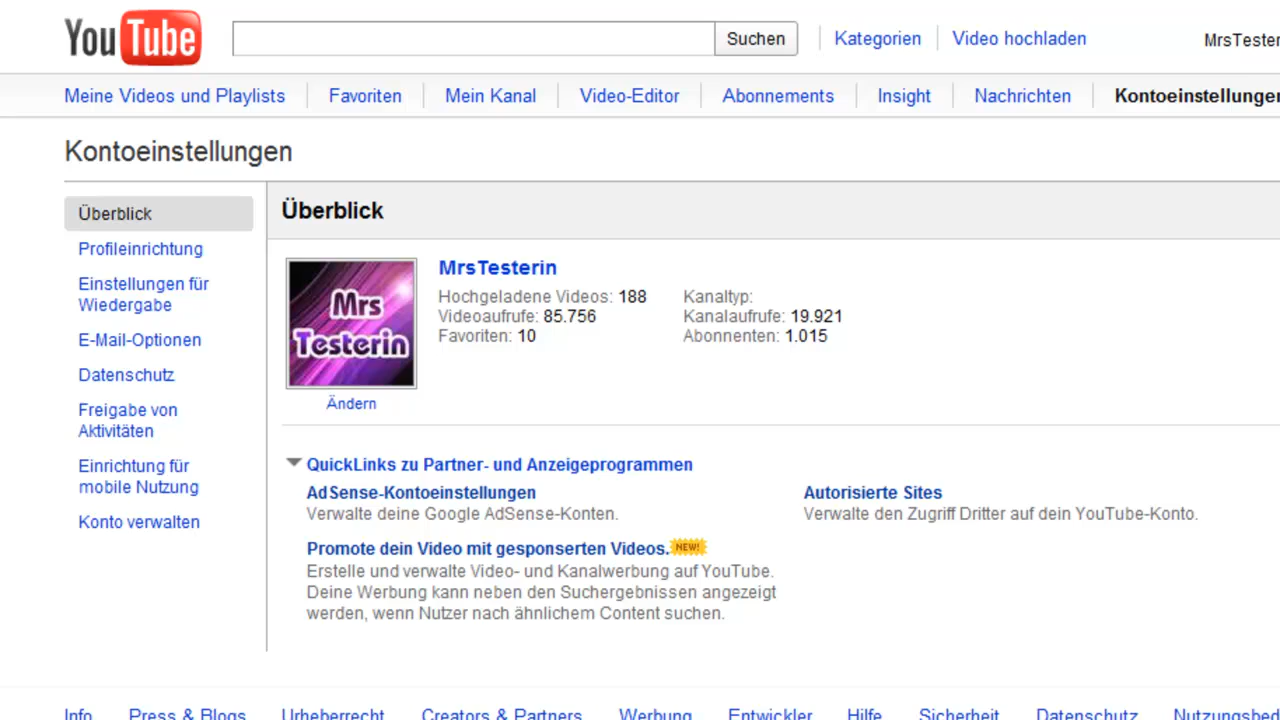 YouTube
Suchen
Kategorien
Video hochladen
MrsTester
Meine Videos und Playlists
Favoriten
Mein Kanal
Video-Editor
Abonnements
Insight
Nachrichten
Kontoeinstellungen
Kontoeinstellungen
Überblick
Profileinrichtung
Einstellungen für
Wiedergabe
E-Mail-Optionen
Datenschutz
Freigabe von
Aktivitäten
Einrichtung für
mobile Nutzung
Konto verwalten
Überblick
Mrs
Testerin
Ändern
MrsTesterin
Hochgeladene Videos: 188
Videoaufrufe: 85.756
Favoriten: 10
Kanaltyp:
Kanalaufrufe: 19.921
Abonnenten: 1.015
QuickLinks zu Partner- und Anzeigeprogrammen
AdSense-Kontoeinstellungen
Verwalte deine Google AdSense-Konten.
Autorisierte Sites
Verwalte den Zugriff Dritter auf dein YouTube-Konto.
Promote dein Video mit gesponserten Videos. NEW!
Erstelle und verwalte Video- und Kanalwerbung auf YouTube.
Deine Werbung kann neben den Suchergebnissen angezeigt
werden, wenn Nutzer nach ähnlichem Content suchen.
Info
Press & Blogs
Urheberrecht
Creators & Partners
Werbung
Entwickler
Hilfe
Sicherheit
Datenschutz
Nutzungsbed